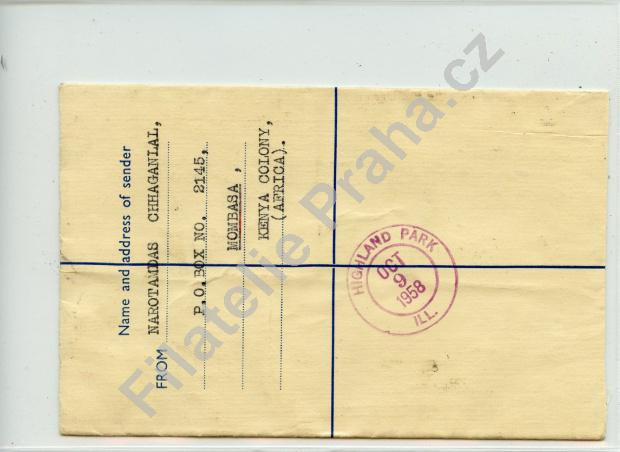 Name and address of sender
FROM NAROTAMDAS CHHAGANLAL,
P.O.BOX NO. 2145,
MOMBASA ,
KENYA COLONY,
(AFRICA).
HIGHLAND PARK
OCT
9
1958
ILL.
Filatelie Praha.cz